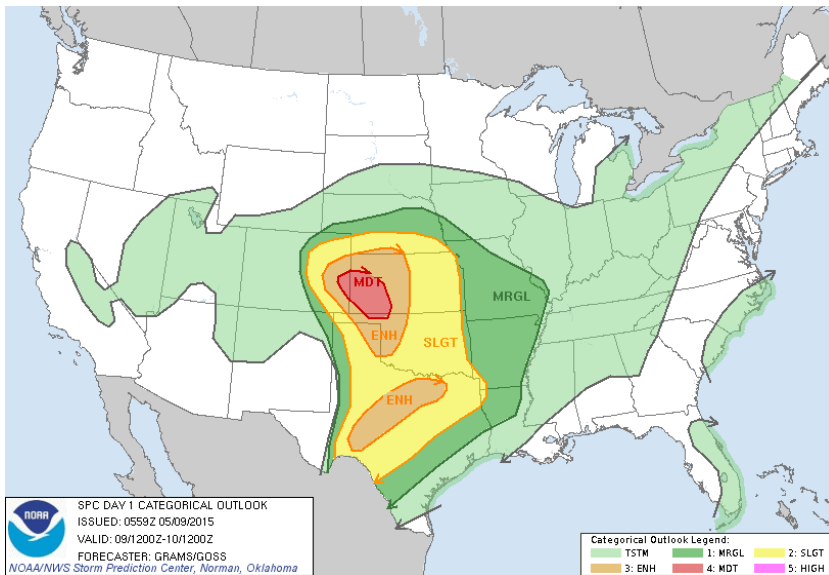 MDT
MRGL
ENH
SLGT
ENH
SPC DAY 1 CATEGORICAL OUTLOOK
ISSUED: 0559Z 05/09/2015
VALID: 09/1200Z-10/1200Z
FORECASTER: GRAMS/GOSS
NOAA
NOAA/NWS Storm Prediction Center, Norman, Oklahoma
Categorical Outlook Legend:
TSTM 1: MRGL 2: SLGT
3: ENH 4: MDT 5: HIGH